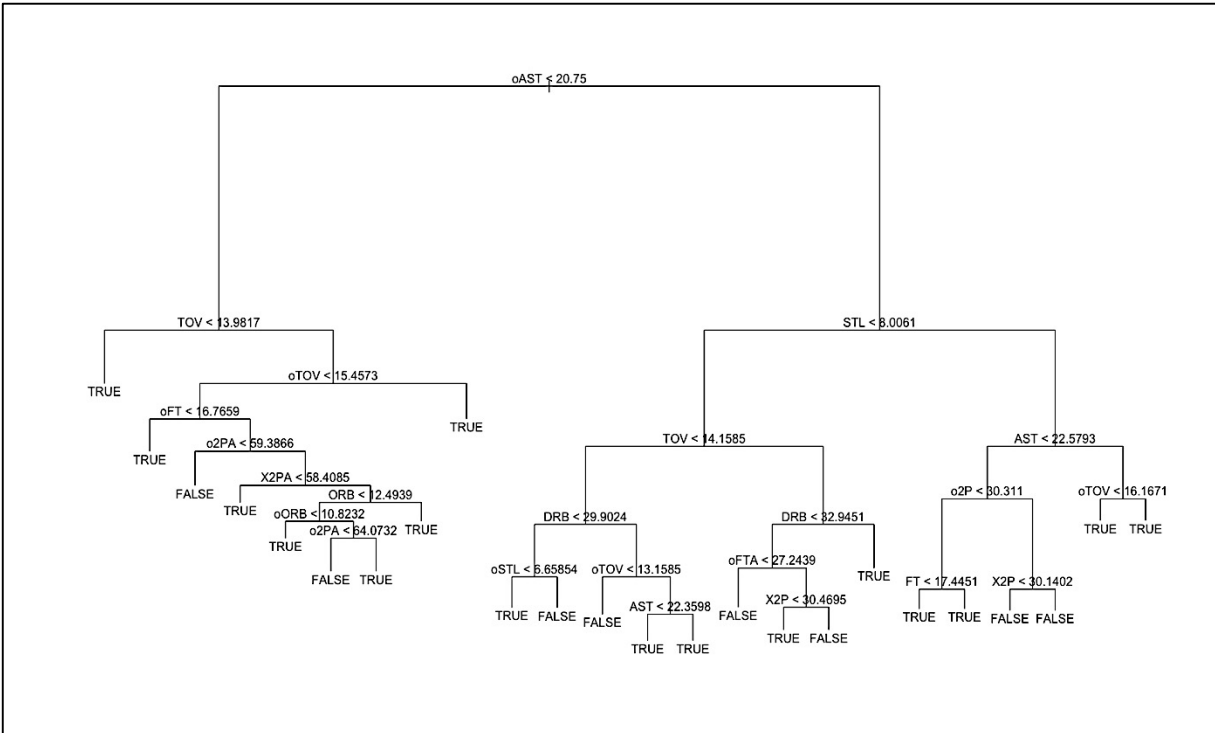 oAST < 20.75
TOV < 13.9817
STL < 8.0061
TRUE
oTOV < 15.4573
oFT < 16.7659
TRUE
TRUE
o2PA < 59.3866
TOV < 14.1585
AST < 22.5793
FALSE
X2PA < 58.4085
TRUE
ORB < 12.4939
o2P < 30.311
oTOV < 16.1671
oORB < 10.8232
TRUE
TRUE
o2PA < 64.0732
DRB < 29.9024
DRB < 32.9451
TRUE TRUE
FALSE TRUE
oSTL < 6.65854
oTOV < 13.1585
oFTA < 27.2439
TRUE
FT < 17.4451
X2P < 30.1402
TRUE FALSE
FALSE
AST < 22.3598
FALSE
X2P < 30.4695
TRUE TRUE
FALSE FALSE
TRUE TRUE
TRUE FALSE